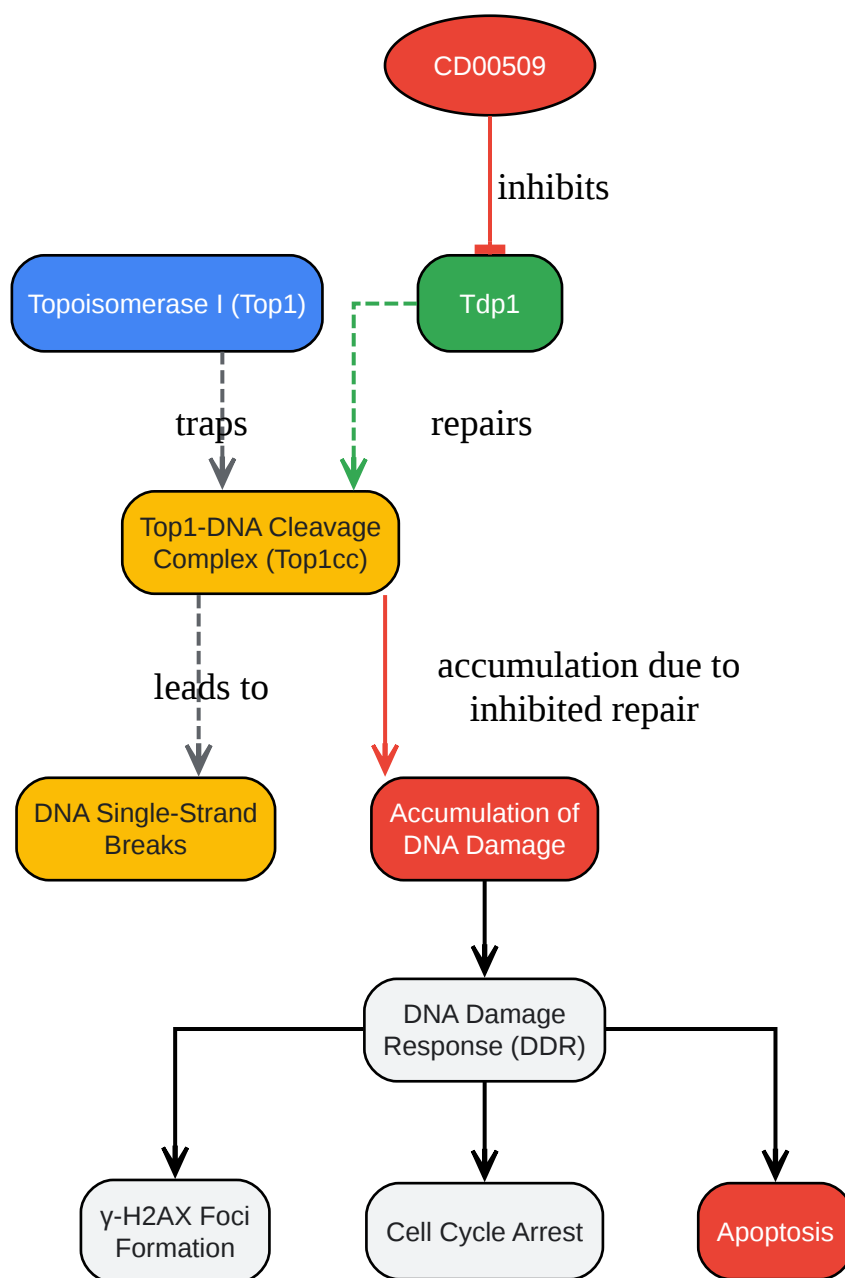 CD00509
inhibits
Topoisomerase I (Top1)
Tdp1
traps
repairs
Top1-DNA Cleavage
Complex (Top1cc)
leads to
accumulation due to
inhibited repair
DNA Single-Strand
Breaks
Accumulation of
DNA Damage
DNA Damage
Response (DDR)
γ-H2AX Foci
Formation
Cell Cycle Arrest
Apoptosis